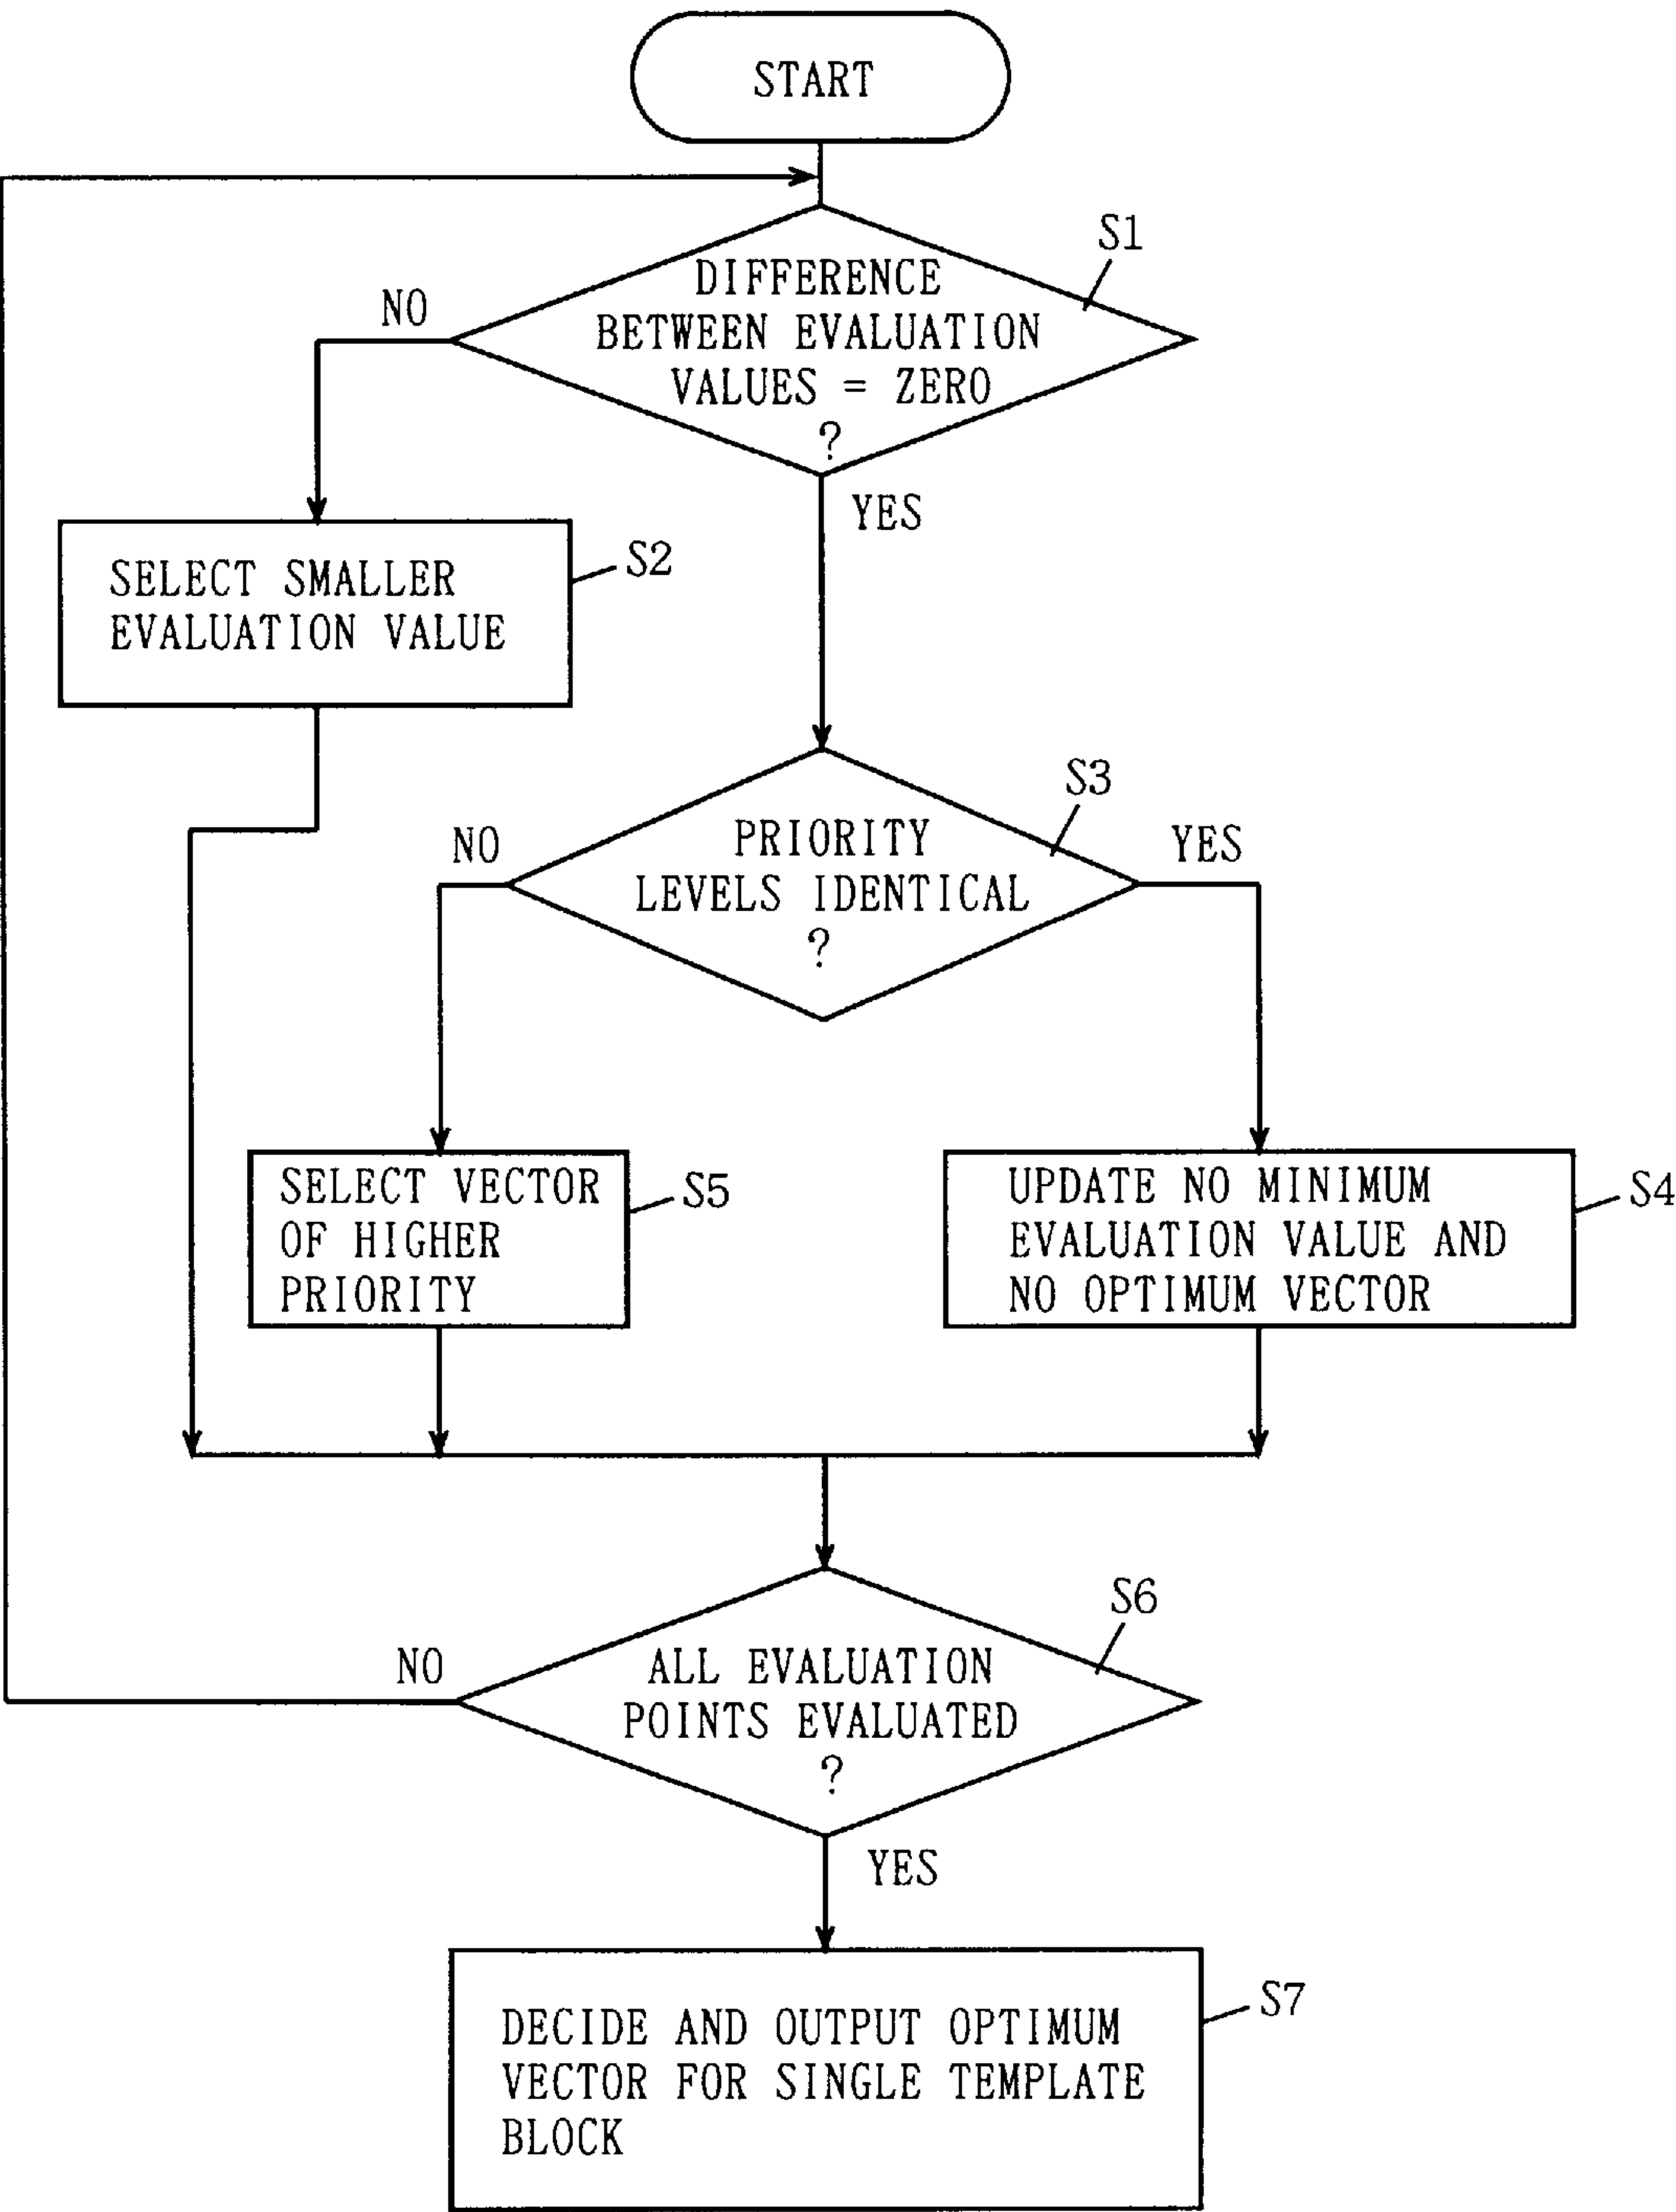 START
S1
DIFFERENCE
BETWEEN EVALUATION
VALUES = ZERO
?
NO
YES
SELECT SMALLER
EVALUATION VALUE
S2
S3
PRIORITY
LEVELS IDENTICAL
?
NO
YES
SELECT VECTOR
OF HIGHER
PRIORITY
S5
UPDATE NO MINIMUM
EVALUATION VALUE AND
NO OPTIMUM VECTOR
S4
S6
ALL EVALUATION
POINTS EVALUATED
?
NO
YES
DECIDE AND OUTPUT OPTIMUM
VECTOR FOR SINGLE TEMPLATE
BLOCK
S7